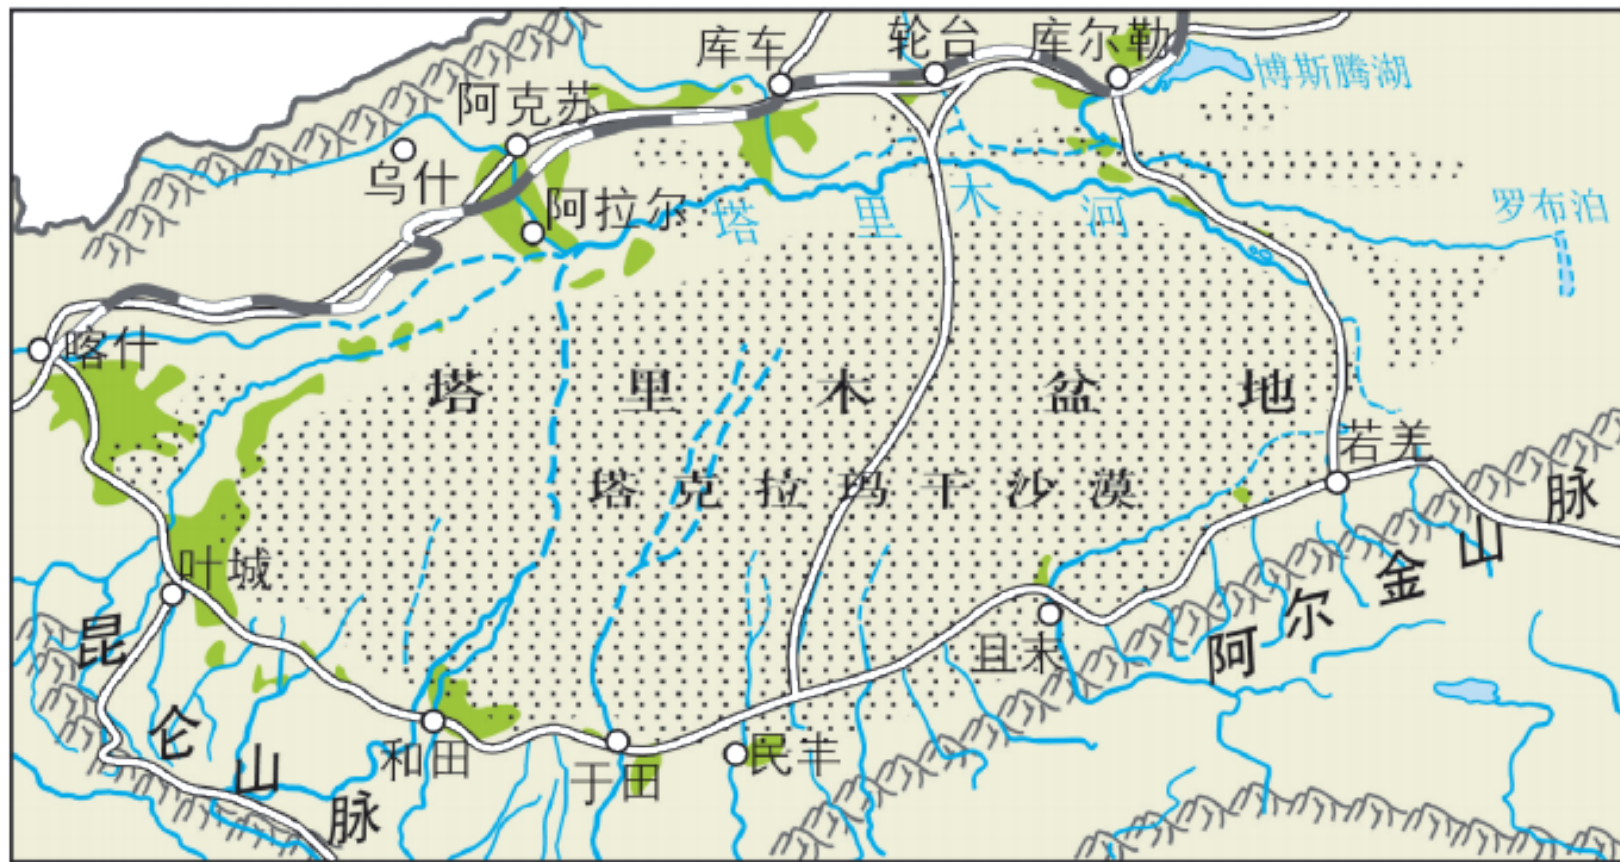 库车
轮台
库尔勒
博斯腾湖
阿克苏
乌什
阿拉尔
塔里木河
罗布泊
喀什
塔里木盆地
若羌
塔克拉玛干沙漠
叶城
且末
阿尔金山脉
昆仑山脉
和田
于田
民丰